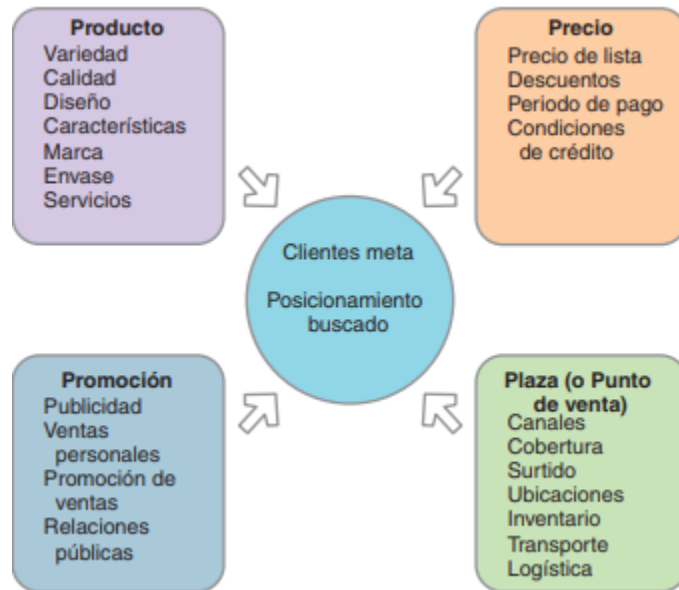 Producto
Variedad
Calidad
Diseño
Características
Marca
Envase
Servicios
Precio
Precio de lista
Descuentos
Periodo de pago
Condiciones
de crédito
Clientes meta
Posicionamiento
buscado
Promoción
Publicidad
Ventas
personales
Promoción de
ventas
Relaciones
públicas
Plaza (o Punto
de venta)
Canales
Cobertura
Surtido
Ubicaciones
Inventario
Transporte
Logística